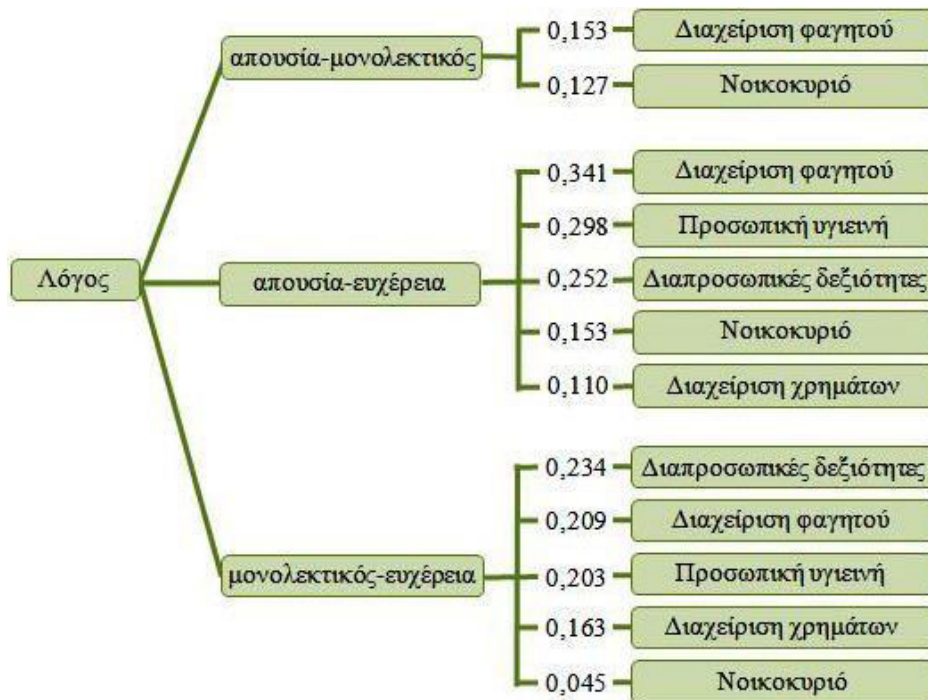 Λόγος
απουσία-μονολεκτικός
0,153 Διαχείριση φαγητού
0,127 Νοικοκυριό
απουσία-ευχέρεια
0,341 Διαχείριση φαγητού
0,298 Προσωπική υγιεινή
0,252 Διαπροσωπικές δεξιότητες
0,153 Νοικοκυριό
0,110 Διαχείριση χρημάτων
μονολεκτικός-ευχέρεια
0,234 Διαπροσωπικές δεξιότητες
0,209 Διαχείριση φαγητού
0,203 Προσωπική υγιεινή
0,163 Διαχείριση χρημάτων
0,045 Νοικοκυριό